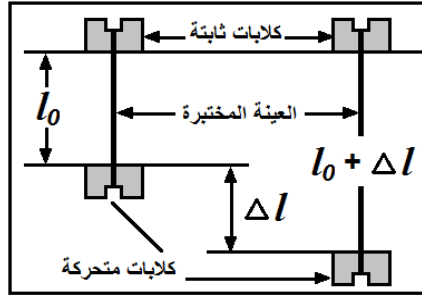 كلابات ثابتة
l₀
العينة المختبرة
l₀ + Δl
Δl
كلابات متحركة